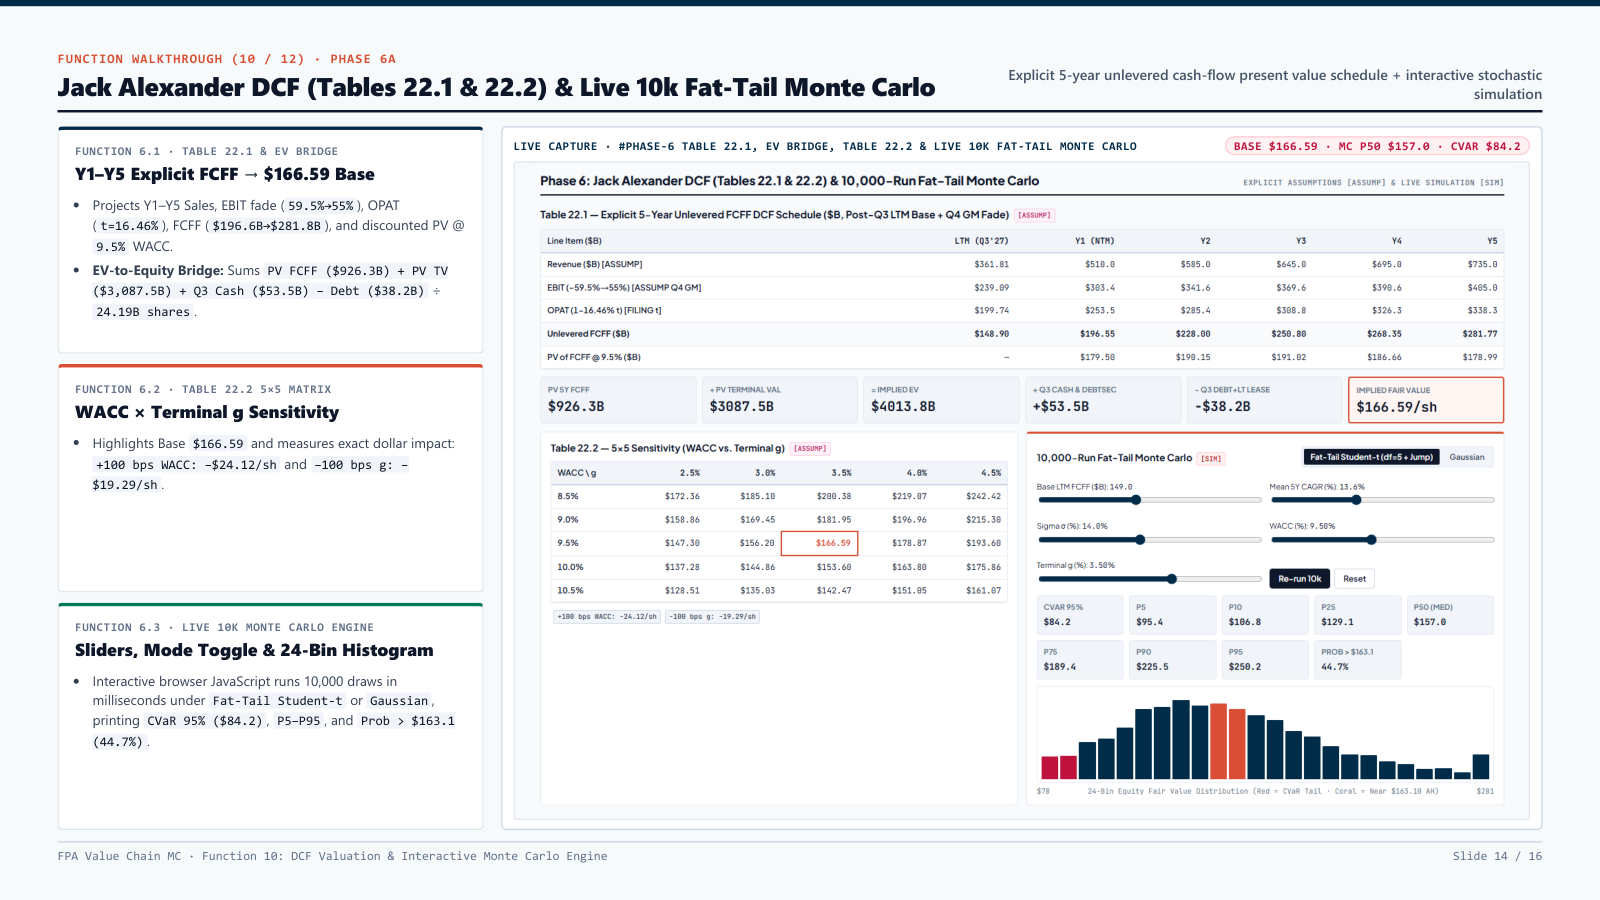 FUNCTION WALKTHROUGH (10 / 12) · PHASE 6A
Jack Alexander DCF (Tables 22.1 & 22.2) & Live 10k Fat-Tail Monte Carlo
Explicit 5-year unlevered cash-flow present value schedule + interactive stochastic
simulation
FUNCTION 6.1 · TABLE 22.1 & EV BRIDGE
Y1–Y5 Explicit FCFF → $166.59 Base
• Projects Y1–Y5 Sales, EBIT fade ( 59.5%→55% ), OPAT
( t=16.46% ), FCFF ( $196.6B→$281.8B ), and discounted PV @
9.5% WACC.
• EV-to-Equity Bridge: Sums PV FCFF ($926.3B) + PV TV
($3,087.5B) + Q3 Cash ($53.5B) – Debt ($38.2B) ÷
24.19B shares .
FUNCTION 6.2 · TABLE 22.2 5×5 MATRIX
WACC × Terminal g Sensitivity
• Highlights Base $166.59 and measures exact dollar impact:
+100 bps WACC: –$24.12/sh and –100 bps g: –
$19.29/sh .
FUNCTION 6.3 · LIVE 10K MONTE CARLO ENGINE
Sliders, Mode Toggle & 24-Bin Histogram
• Interactive browser JavaScript runs 10,000 draws in
milliseconds under Fat-Tail Student-t or Gaussian ,
printing CVaR 95% ($84.2) , P5–P95 , and Prob > $163.1
(44.7%) .
LIVE CAPTURE · #PHASE-6 TABLE 22.1, EV BRIDGE, TABLE 22.2 & LIVE 10K FAT-TAIL MONTE CARLO
BASE $166.59 · MC P50 $157.0 · CVAR $84.2
Phase 6: Jack Alexander DCF (Tables 22.1 & 22.2) & 10,000-Run Fat-Tail Monte Carlo
EXPLICIT ASSUMPTIONS [ASSUMP] & LIVE SIMULATION [SIM]
Table 22.1 — Explicit 5-Year Unlevered FCFF DCF Schedule ($B, Post-Q3 LTM Base + Q4 GM Fade) [ASSUMP]
Line Item ($B) LTM (Q3'27) Y1 (NTM) Y2 Y3 Y4 Y5
Revenue ($B) [ASSUMP] $361.81 $510.0 $585.0 $645.0 $695.0 $735.0
EBIT (~59.5%→55%) [ASSUMP Q4 GM] $239.09 $303.4 $341.6 $369.6 $390.6 $405.0
OPAT (1–16.46% t) [FILING t] $199.74 $253.5 $285.4 $308.8 $326.3 $338.3
Unlevered FCFF ($B) $148.90 $196.55 $228.00 $250.80 $268.35 $281.77
PV of FCFF @ 9.5% ($B) — $179.50 $190.15 $191.02 $186.66 $178.99
PV 5Y FCFF
$926.3B
+ PV TERMINAL VAL
$3087.5B
= IMPLIED EV
$4013.8B
+ Q3 CASH & DEBTSEC
+$53.5B
− Q3 DEBT+LT LEASE
-$38.2B
IMPLIED FAIR VALUE
$166.59/sh
Table 22.2 — 5×5 Sensitivity (WACC vs. Terminal g) [ASSUMP]
WACC \ g 2.5% 3.0% 3.5% 4.0% 4.5%
8.5% $172.36 $185.10 $200.38 $219.07 $242.42
9.0% $158.86 $169.45 $181.95 $196.96 $215.30
9.5% $147.30 $156.20 $166.59 $178.87 $193.60
10.0% $137.28 $144.86 $153.60 $163.80 $175.86
10.5% $128.51 $135.03 $142.47 $151.05 $161.07
+100 bps WACC: -24.12/sh -100 bps g: -19.29/sh
10,000-Run Fat-Tail Monte Carlo [SIM]
Fat-Tail Student-t (df=5 + Jump) Gaussian
Base LTM FCFF ($B): 149.0 Mean 5Y CAGR (%): 13.6%
Sigma σ (%): 14.0% WACC (%): 9.50%
Terminal g (%): 3.50%
Re-run 10k Reset
CVAR 95%
$84.2
P5
$95.4
P10
$106.8
P25
$129.1
P50 (MED)
$157.0
P75
$189.4
P90
$225.5
P95
$250.2
PROB > $163.1
44.7%
$78 24-Bin Equity Fair Value Distribution (Red = CVaR Tail · Coral = Near $163.10 AH) $281
FPA Value Chain MC · Function 10: DCF Valuation & Interactive Monte Carlo Engine
Slide 14 / 16